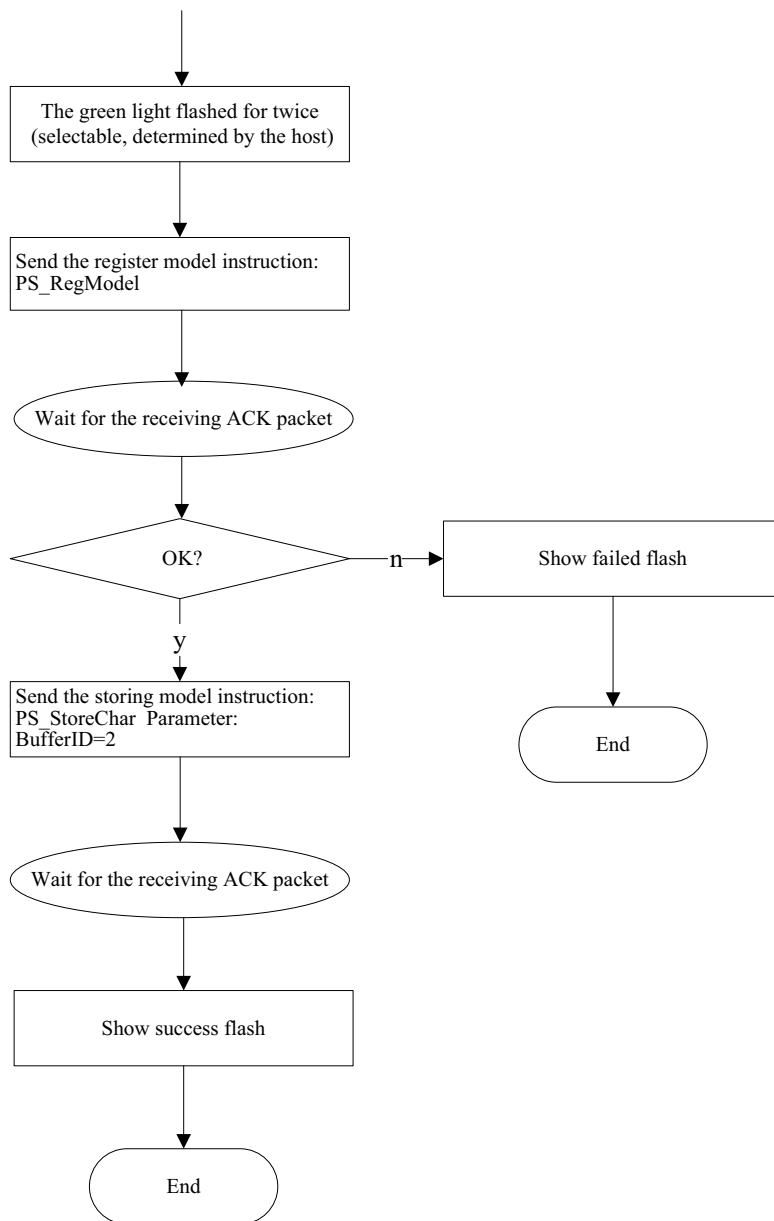 The green light flashed for twice
(selectable, determined by the host)
Send the register model instruction:
PS_RegModel
Wait for the receiving ACK packet
OK?
n
Show failed flash
y
Send the storing model instruction:
PS_StoreChar Parameter:
BufferID=2
End
Wait for the receiving ACK packet
Show success flash
End